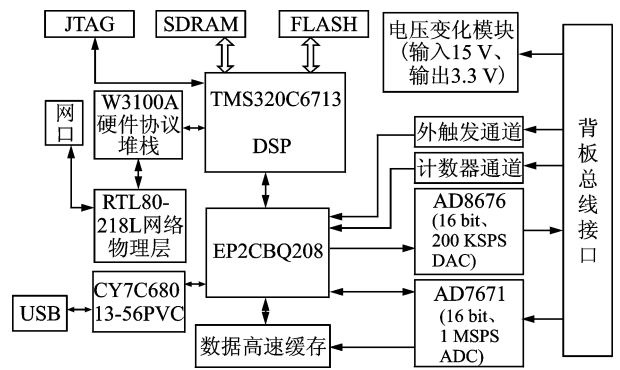 JTAG
SDRAM
FLASH
电压变化模块
(输入15 V、
输出3.3 V)
W3100A
硬件协议
堆栈
TMS320C6713
DSP
网
口
外触发通道
计数器通道
背
板
总
线
接
口
RTL80-
218L网络
物理层
EP2CBQ208
AD8676
(16 bit、
200 KSPS
DAC)
USB
CY7C680
13-56PVC
数据高速缓存
AD7671
(16 bit、
1 MSPS
ADC)